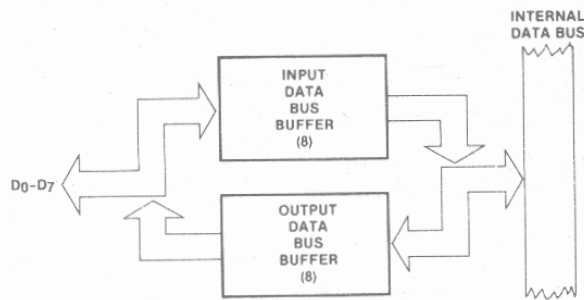 INTERNAL
DATA BUS
INPUT
DATA
BUS
BUFFER
(8)
D0-D7
OUTPUT
DATA
BUS
BUFFER
(8)